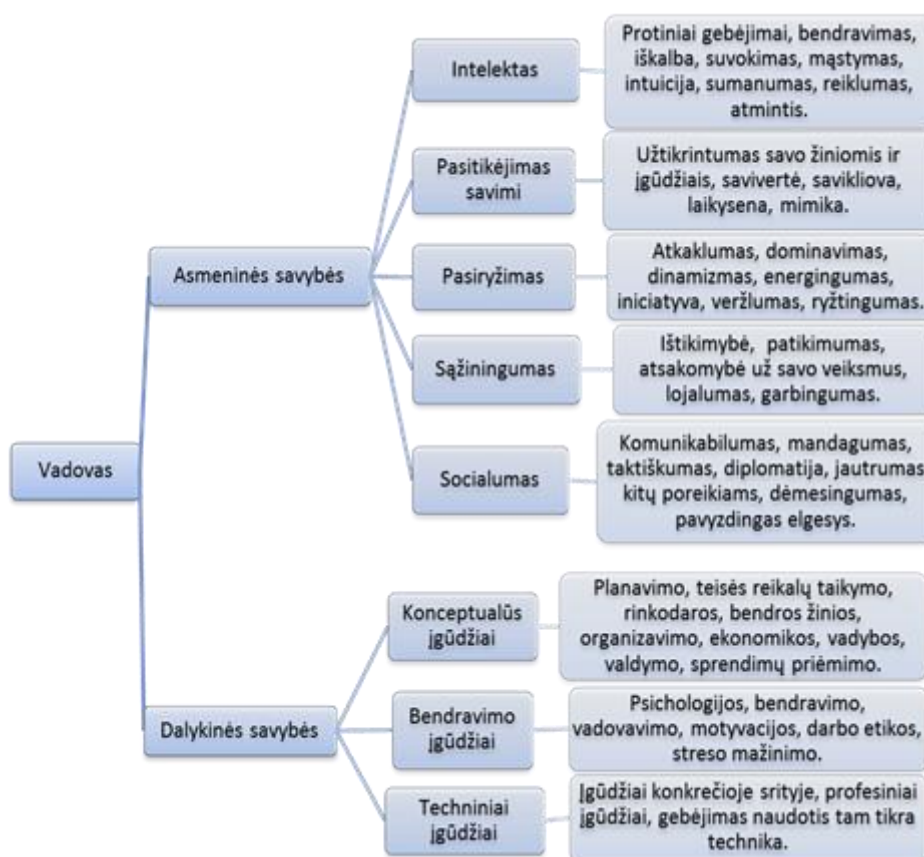 Vadovas
Asmeninės savybės
Intelektas
Protiniai gebėjimai, bendravimas,
iškalba, suvokimas, mąstymas,
intuicija, sumanumas, reiklumas,
atmintis.
Pasitikėjimas
savimi
Užtikrintumas savo žiniomis ir
įgūdžiais, savivertė, savikliova,
laikysena, mimika.
Pasiryžimas
Atkaklumas, dominavimas,
dinamizmas, energingumas,
iniciatyva, veržlumas, ryžtingumas.
Sąžiningumas
Ištikimybė, patikimumas,
atsakomybė už savo veiksmus,
lojalumas, garbingumas.
Socialumas
Komunikabilumas, mandagumas,
taktiškumas, diplomatija, jautrumas
kitų poreikiams, dėmesingumas,
pavyzdingas elgesys.
Dalykinės savybės
Konceptualūs
įgūdžiai
Planavimo, teisės reikalų taikymo,
rinkodaros, bendros žinios,
organizavimo, ekonomikos, vadybos,
valdymo, sprendimų priėmimo.
Bendravimo
įgūdžiai
Psichologijos, bendravimo,
vadovavimo, motyvacijos, darbo etikos,
streso mažinimo.
Techniniai
įgūdžiai
Įgūdžiai konkrečioje srityje, profesiniai
įgūdžiai, gebėjimas naudotis tam tikra
technika.